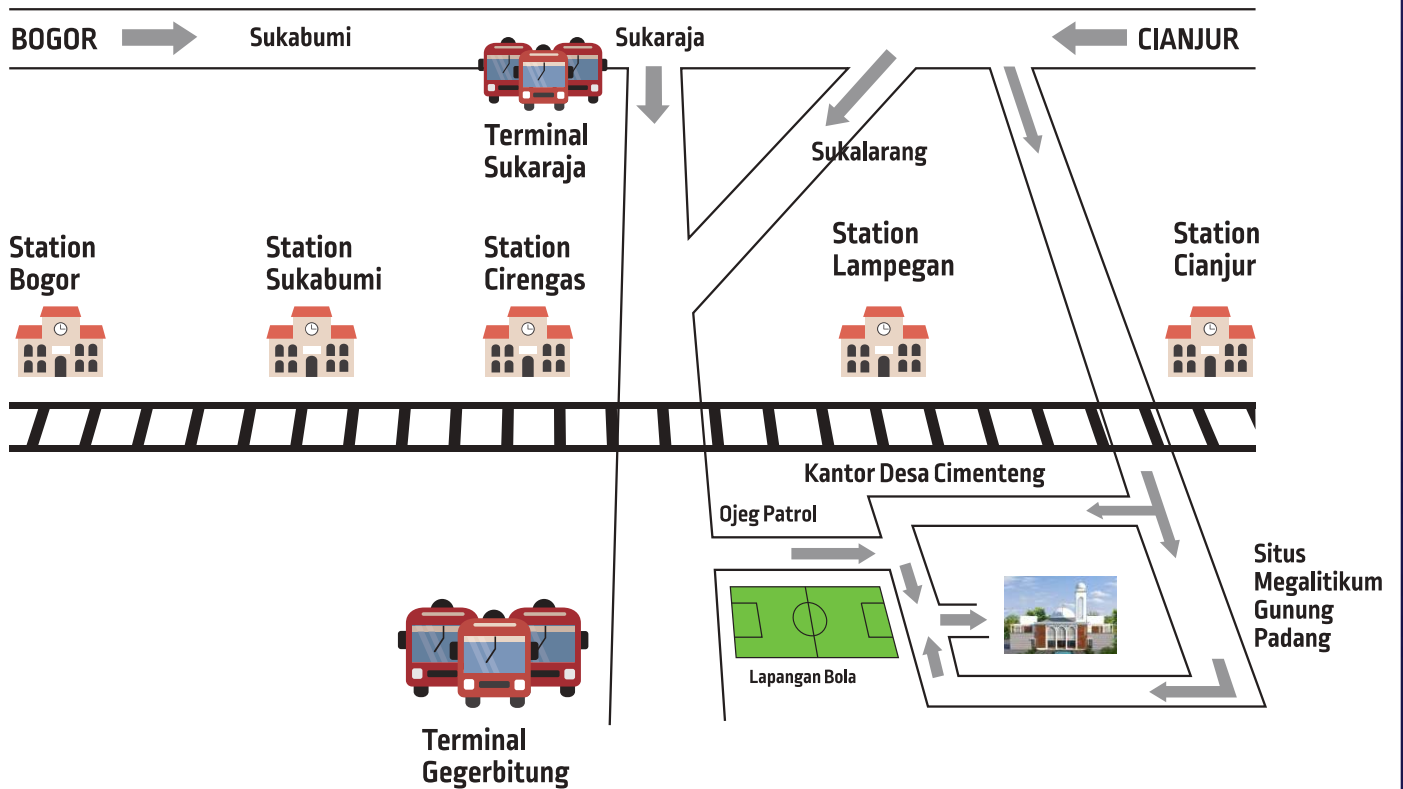 BOGOR
Sukabumi
Sukaraja
CIANJUR
Terminal
Sukaraja
Sukalarang
Station
Bogor
Station
Sukabumi
Station
Cirengas
Station
Lampegan
Station
Cianjur
Kantor Desa Cimenteng
Ojeg Patrol
Situs
Megalitikum
Gunung
Padang
Lapangan Bola
Terminal
Gegerbitung